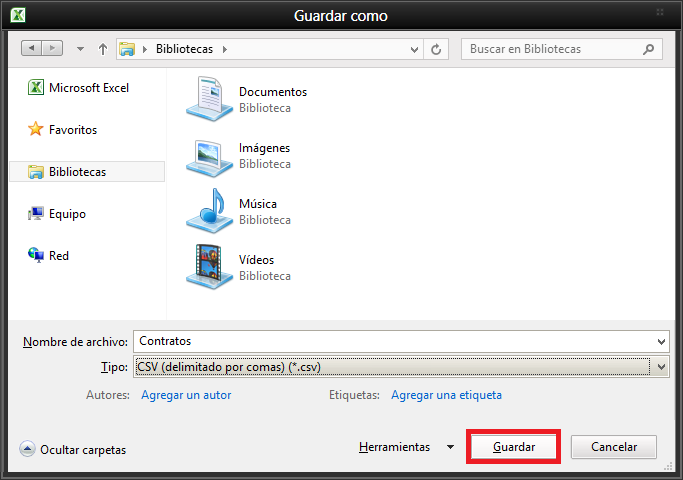 Guardar como
Bibliotecas
Buscar en Bibliotecas
Microsoft Excel
Favoritos
Bibliotecas
Equipo
Red
Documentos
Biblioteca
Imágenes
Biblioteca
Música
Biblioteca
Vídeos
Biblioteca
Nombre de archivo: Contratos
Tipo: CSV (delimitado por comas) (*.csv)
Autores: Agregar un autor Etiquetas: Agregar una etiqueta
Ocultar carpetas Herramientas Guardar Cancelar